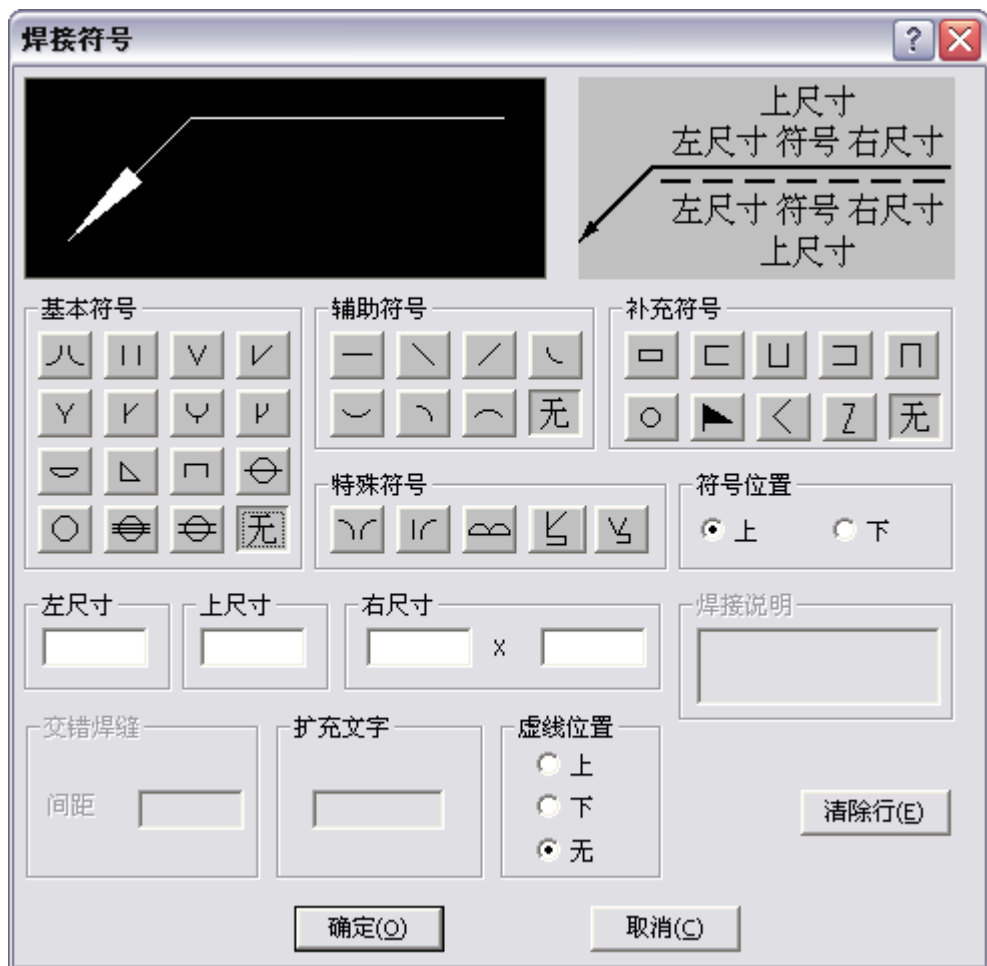 焊接符号
上尺寸
左尺寸 符号 右尺寸
左尺寸 符号 右尺寸
上尺寸
基本符号
辅助符号
补充符号
无
无
特殊符号
符号位置
上
下
无
左尺寸
上尺寸
右尺寸
X
焊接说明
交错焊缝
间距
扩充文字
虚线位置
上
下
无
清除行(E)
确定(O)
取消(C)